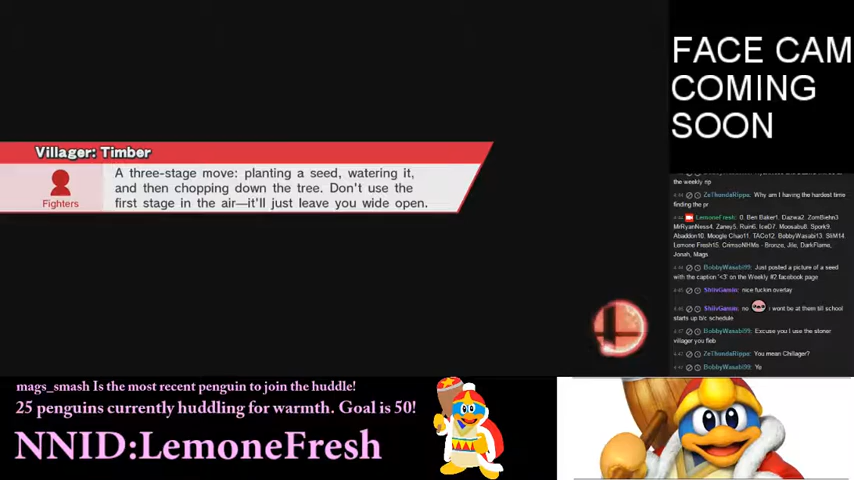 FACE CAM
COMING
SOON
Villager: Timber
A three-stage move: planting a seed, watering it,
and then chopping down the tree. Don't use the
first stage in the air—it'll just leave you wide open.
Fighters
the weekly rip
ZeThundaRippa: Why am I having the hardest time
finding the pr
LemoneFresh: 0. Ben Baker1. Dazwa2. ZomBiehn3
MrRyanNess4. Zaney5. Ruin6. IceD7. Moosabu8. Spork9.
Abaddon10. Moogle Chao11. TACo12. BobbyWasabi13. SliM14.
Lemone Fresh15. CrimsoNHMs - Bronze, Jile, DarkFlame,
Jonah, Mags
BobbyWasabi99: Just posted a picture of a seed
with the caption "<3" on the Weekly #2 facebook page
ShiivGamin: nice fuckin overlay
ShiivGamin: no i wont be at them till school
starts up b/c schedule
BobbyWasabi99: Excuse you I use the stoner
villager you fleb
ZeThundaRippa: You mean Chillager?
BobbyWasabi99: Ye
mags_smash Is the most recent penguin to join the huddle!
25 penguins currently huddling for warmth. Goal is 50!
NNID:LemoneFresh